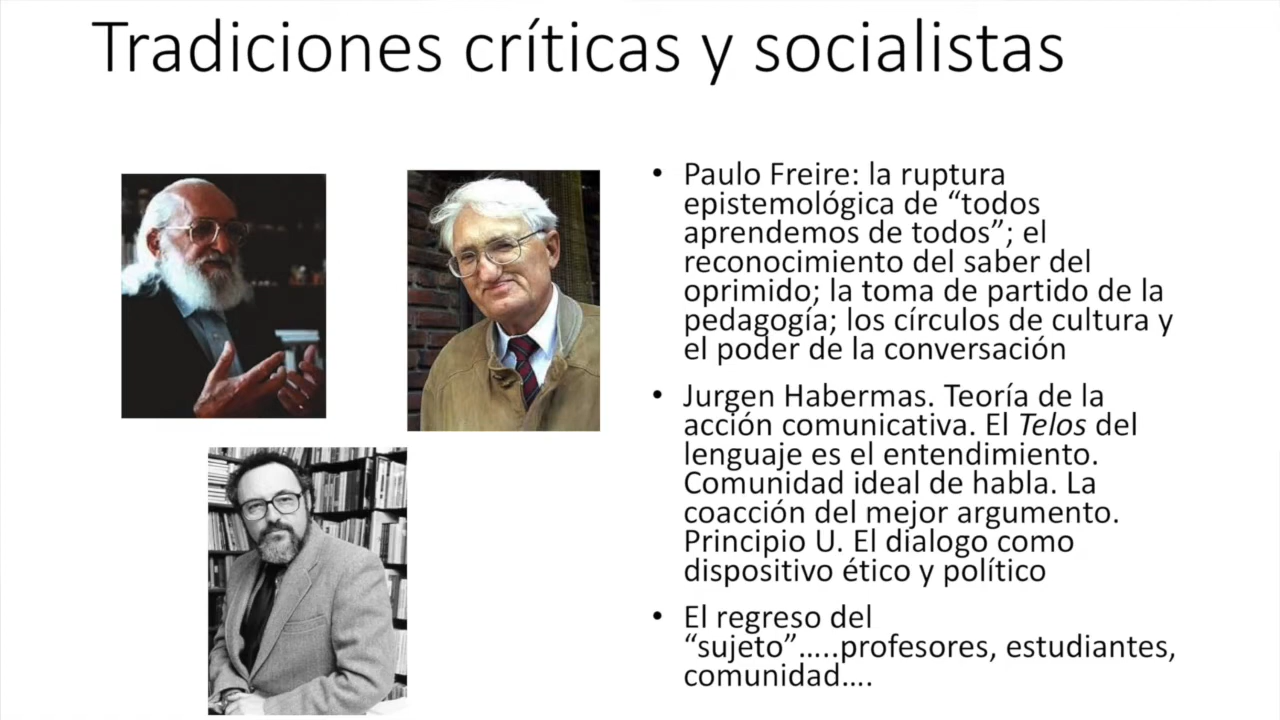 Tradiciones críticas y socialistas
• Paulo Freire: la ruptura
epistemológica de “todos
aprendemos de todos”; el
reconocimiento del saber del
oprimido; la toma de partido de la
pedagogía; los círculos de cultura y
el poder de la conversación
• Jurgen Habermas. Teoría de la
acción comunicativa. El Telos del
lenguaje es el entendimiento.
Comunidad ideal de habla. La
coacción del mejor argumento.
Principio U. El dialogo como
dispositivo ético y político
• El regreso del
“sujeto”…..profesores, estudiantes,
comunidad….